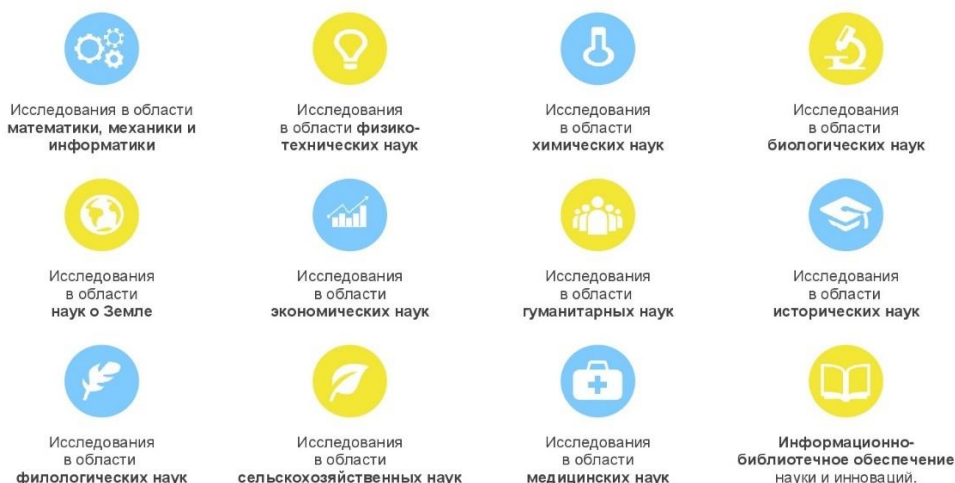 Исследования в области
математики, механики и
информатики
Исследования
в области физико-
технических наук
Исследования
в области
химических наук
Исследования
в области
биологических наук
Исследования
в области
наук о Земле
Исследования
в области
экономических наук
Исследования
в области
гуманитарных наук
Исследования
в области
исторических наук
Исследования
в области
филологических наук
Исследования
в области
сельскохозяйственных наук
Исследования
в области
медицинских наук
Информационно-
библиотечное обеспечение
науки и инноваций.